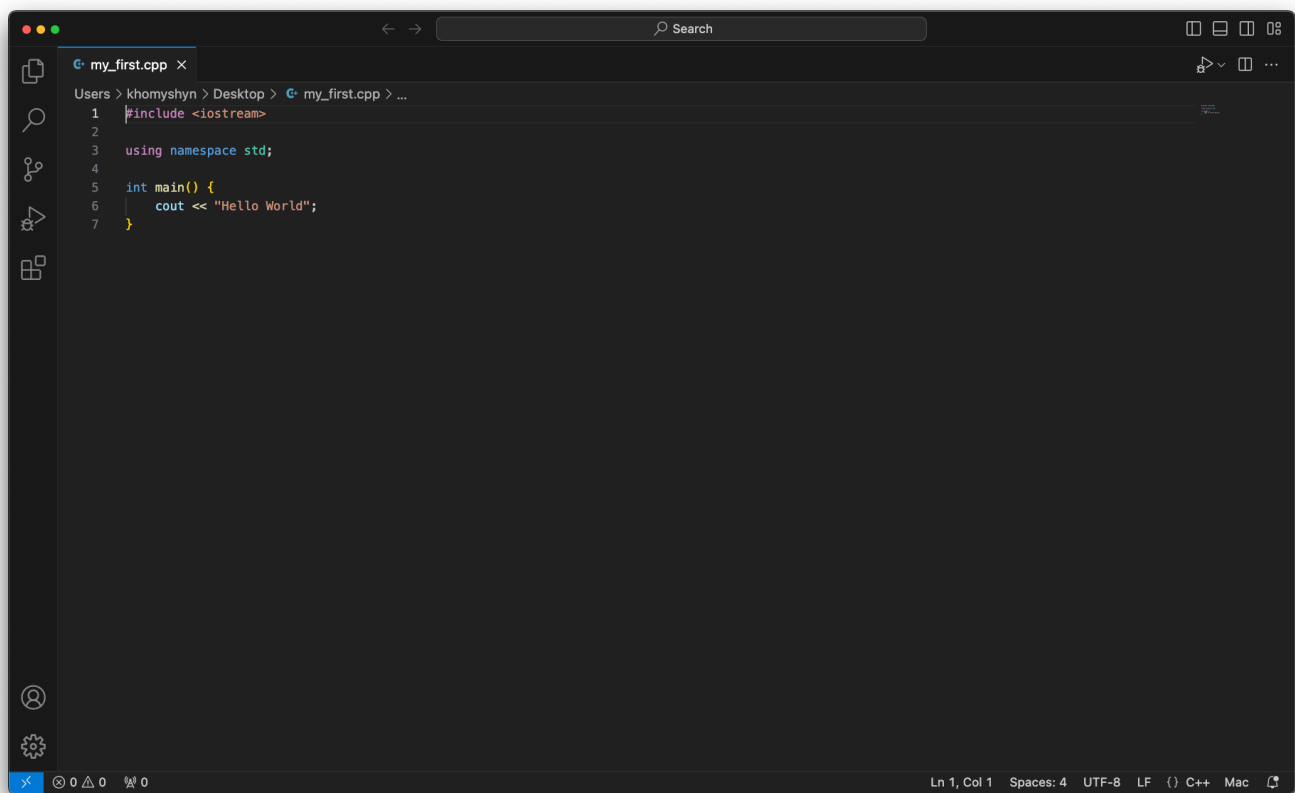 Search
my_first.cpp
Users > khomyshyn > Desktop > my_first.cpp > ...
1 #include <iostream>
2
3 using namespace std;
4
5 int main() {
6     cout << "Hello World";
7 }
0 0 0 Ln 1, Col 1 Spaces: 4 UTF-8 LF {} C++ Mac